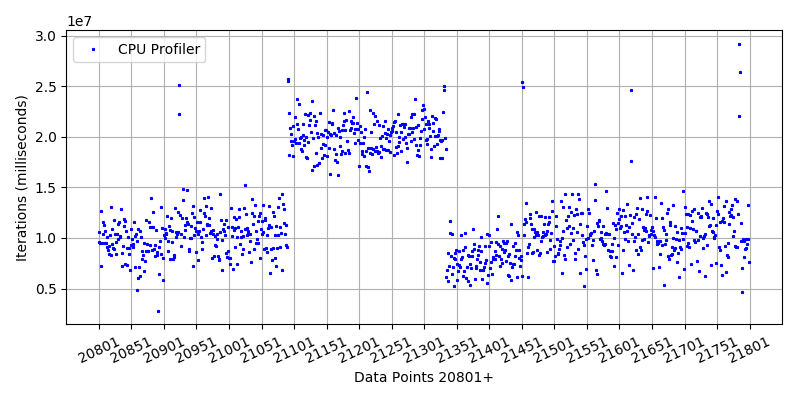 1e7
3.0
CPU Profiler
2.5
2.0
1.5
1.0
0.5
Iterations (milliseconds)
20801 20851 20901 20951 21001 21051 21101 21151 21201 21251 21301 21351 21401 21451 21501 21551 21601 21651 21701 21751 21801
Data Points 20801+